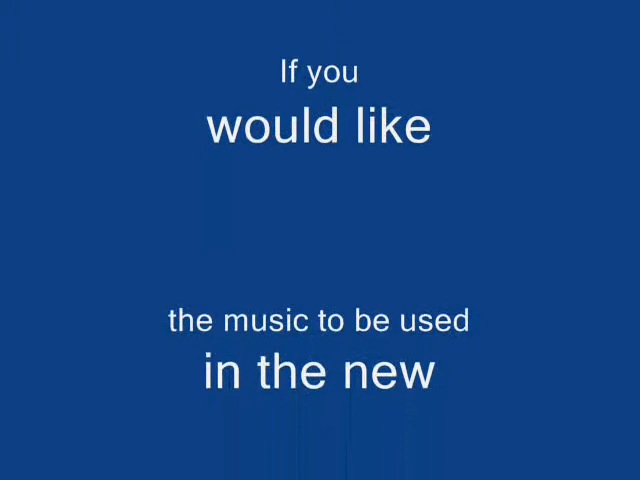 If you
would like
the music to be used
in the new